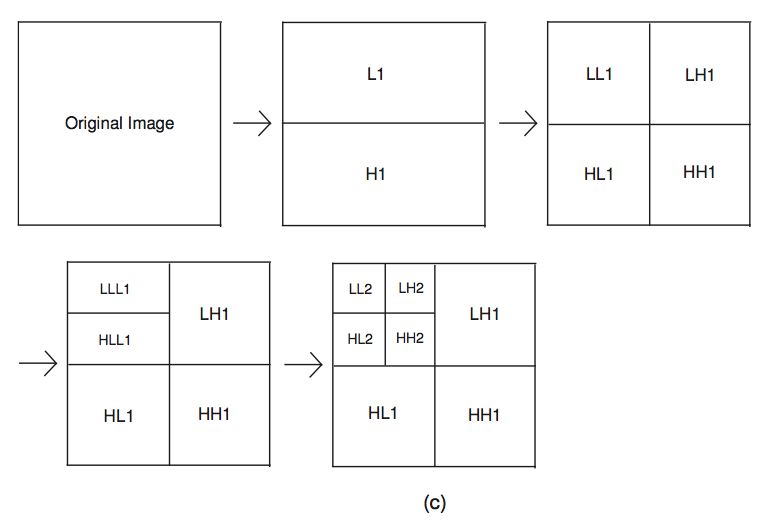 Original Image
L1
H1
LL1 LH1
HL1 HH1
LLL1
HLL1
LH1
HL1 HH1
LL2 LH2
HL2 HH2
LH1
HL1 HH1
(c)